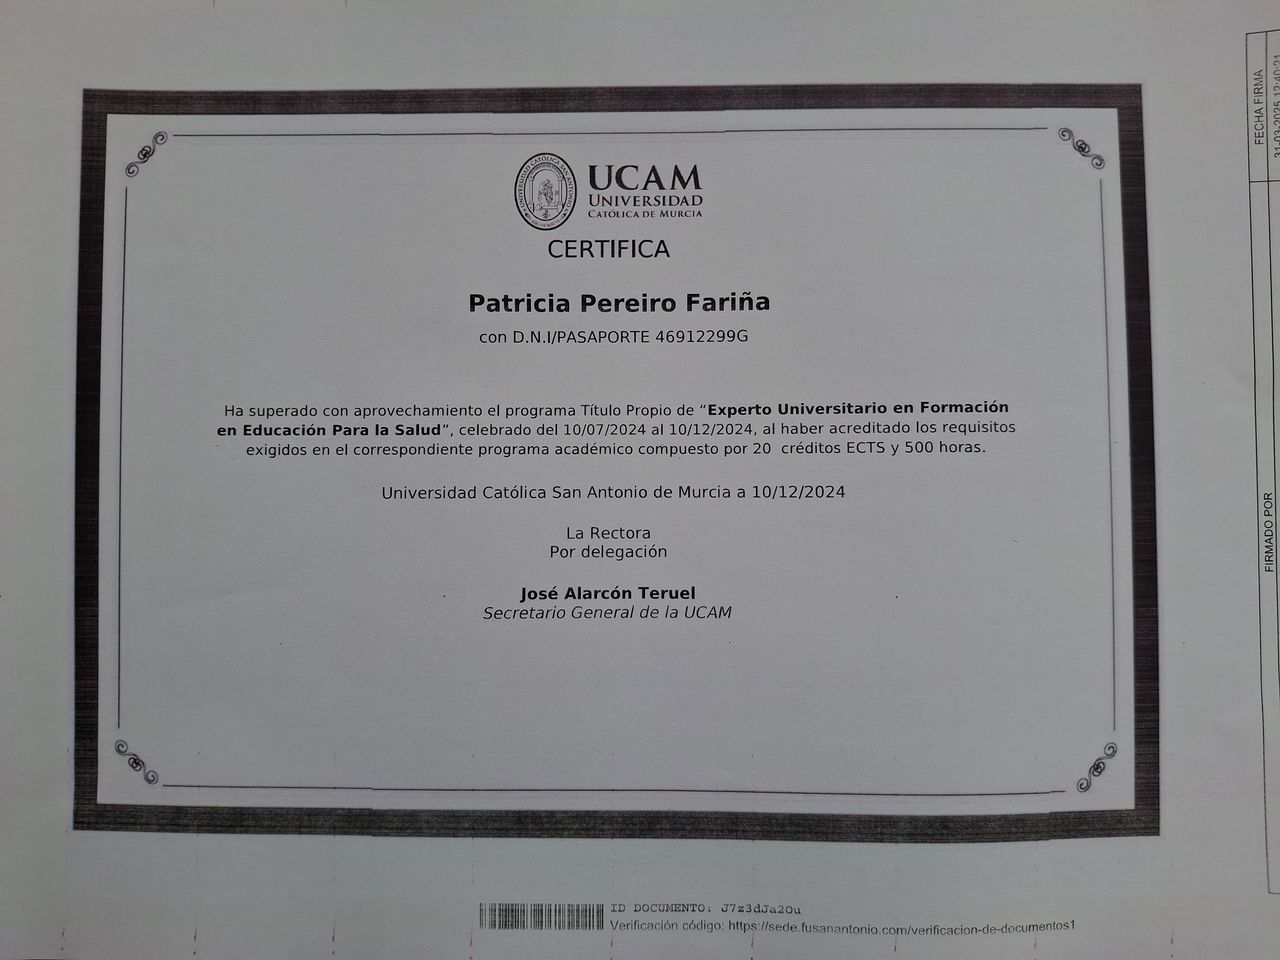 UCAM
UNIVERSIDAD
CATÓLICA DE MURCIA
CERTIFICA
Patricia Pereiro Fariña
con D.N.I/PASAPORTE 46912299G
Ha superado con aprovechamiento el programa Título Propio de “Experto Universitario en Formación
en Educación Para la Salud”, celebrado del 10/07/2024 al 10/12/2024, al haber acreditado los requisitos
exigidos en el correspondiente programa académico compuesto por 20 créditos ECTS y 500 horas.
Universidad Católica San Antonio de Murcia a 10/12/2024
La Rectora
Por delegación
José Alarcón Teruel
Secretario General de la UCAM
ID DOCUMENTO: J7z3dJa2Ou
Verificación código: https://sede.fusanantonio.com/verificacion-de-documentos1
FECHA FIRMA
FIRMADO POR